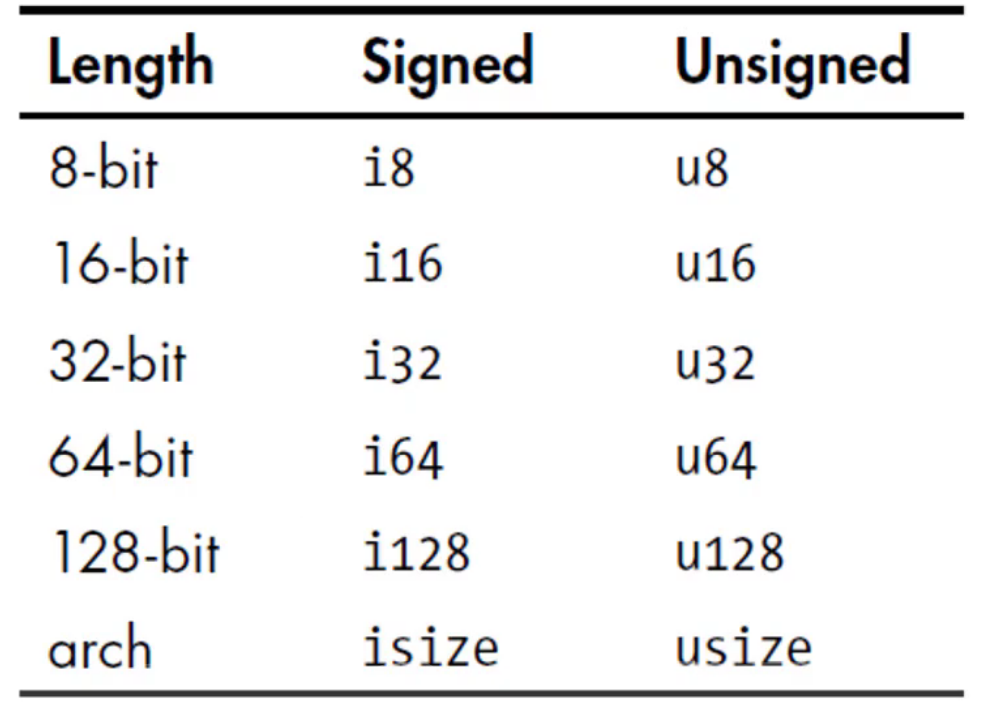 Length Signed Unsigned
8-bit i8 u8
16-bit i16 u16
32-bit i32 u32
64-bit i64 u64
128-bit i128 u128
arch isize usize